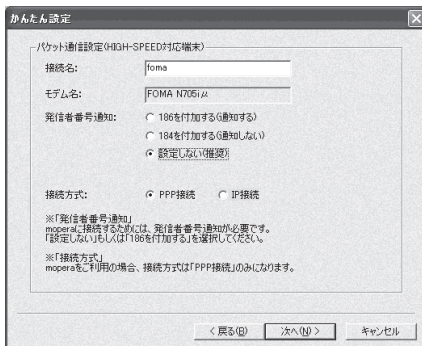 かんたん設定
パケット通信設定(HIGH-SPEED対応端末)
接続名: foma
モデム名: FOMA N705iμ
発信者番号通知: 186を付加する(通知する)
184を付加する(通知しない)
設定しない(推奨)
接続方式: PPP接続 IP接続
※「発信者番号通知」
moperaに接続するためには、発信者番号通知が必要です。
「設定しない」もしくは「186を付加する」を選択してください。
※「接続方式」
moperaをご利用の場合、接続方式は「PPP接続」のみになります。
< 戻る(B) 次へ(N) > キャンセル